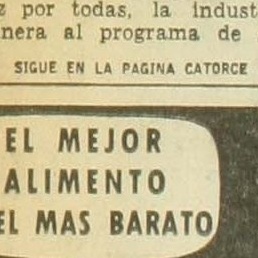 z por todas, la indust
nera al programa de
SIGUE EN LA PAGINA CATORCE
EL MEJOR
ALIMENTO
EL MAS BARATO